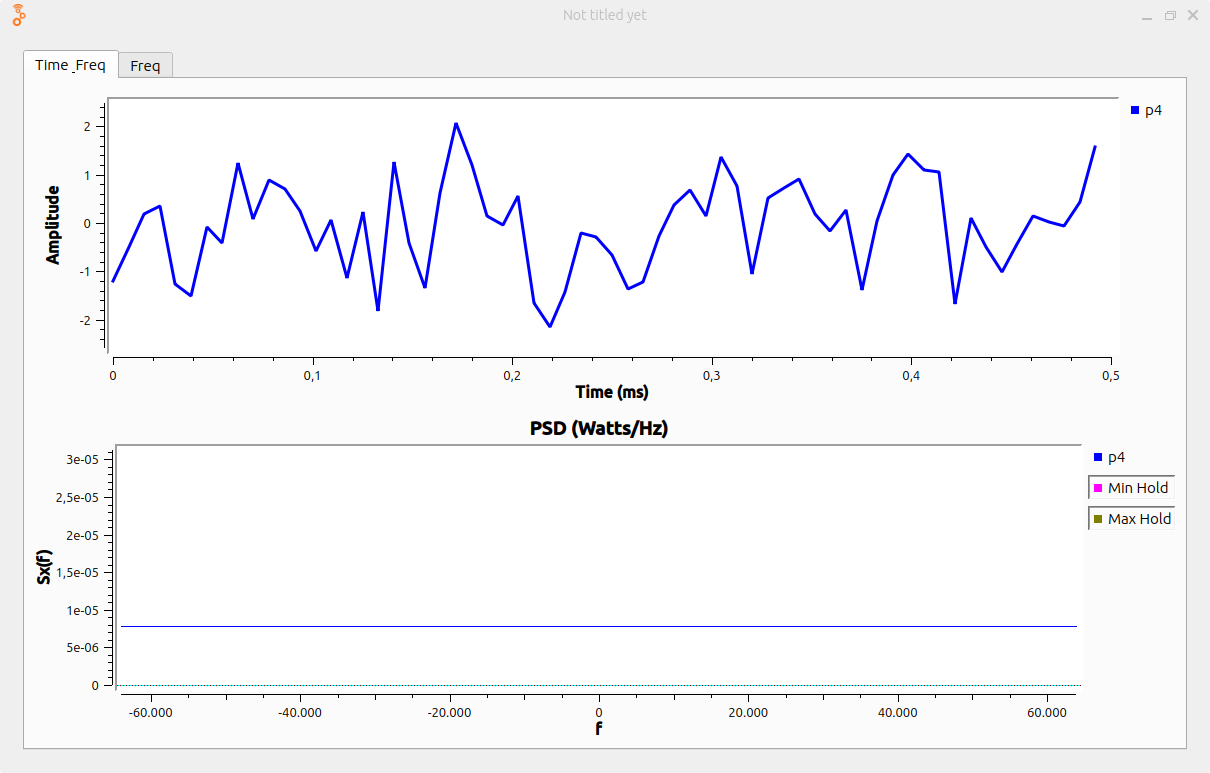 Not titled yet
TIme_Freq Freq
p4
2
1
0
-1
-2
Amplitude
0 0,1 0,2 0,3 0,4 0,5
Time (ms)
PSD (Watts/Hz)
p4
Min Hold
Max Hold
3e-05
2,5e-05
2e-05
1,5e-05
1e-05
5e-06
0
Sx(f)
-60.000 -40.000 -20.000 0 20.000 40.000 60.000
f